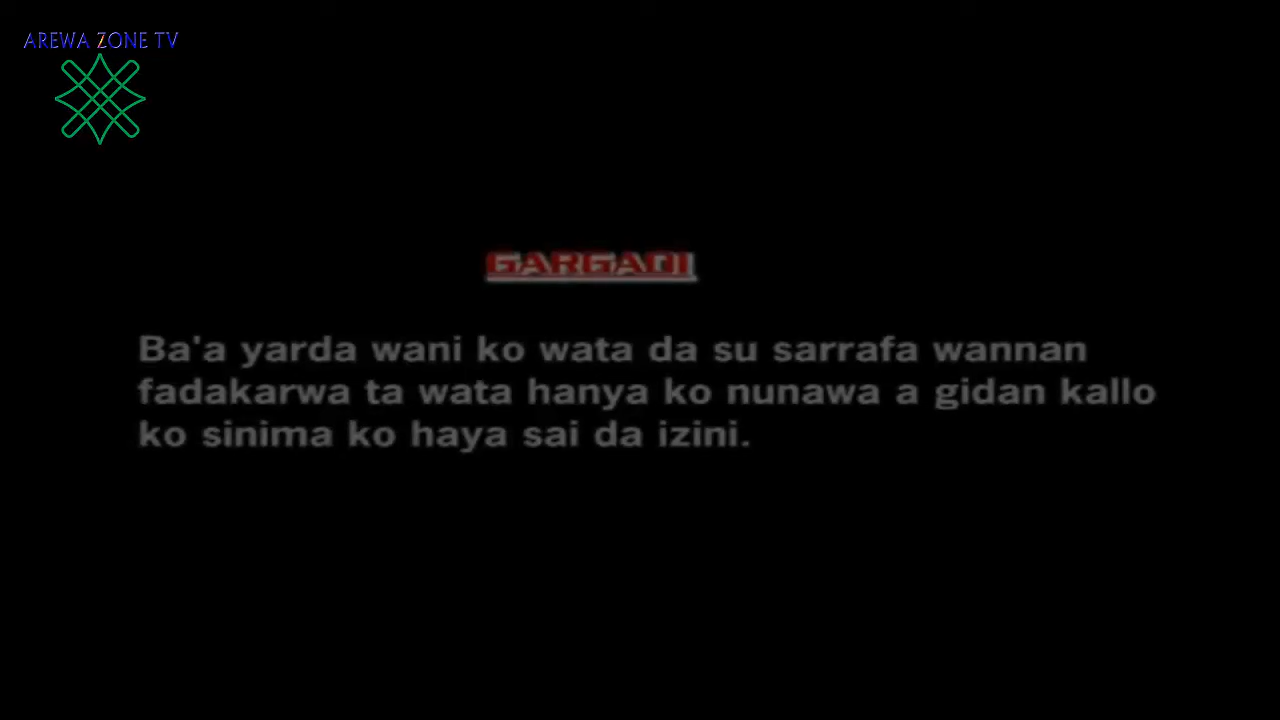 AREWA ZONE TV
GARGADI
Ba'a yarda wani ko wata da su sarrafa wannan
fadakarwa ta wata hanya ko nunawa a gidan kallo
ko sinima ko haya sai da izini.